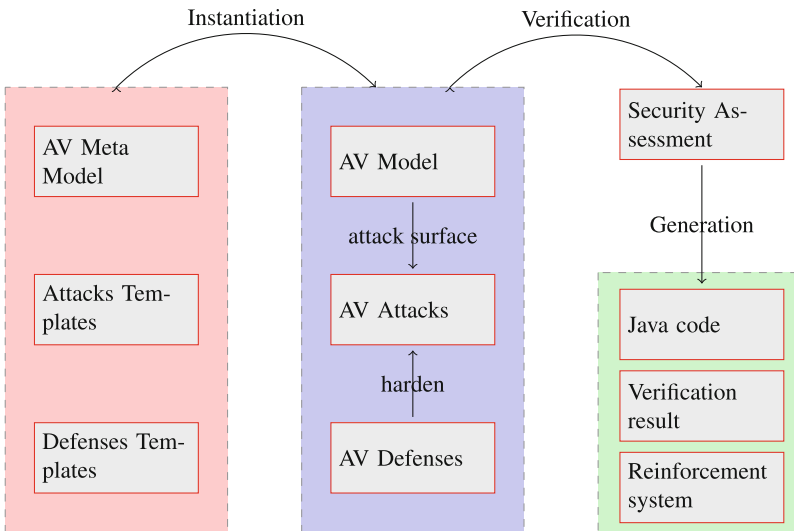 Instantiation
Verification
AV Meta
Model
Attacks Tem-
plates
Defenses Tem-
plates
AV Model
attack surface
AV Attacks
harden
AV Defenses
Security As-
sessment
Generation
Java code
Verification
result
Reinforcement
system